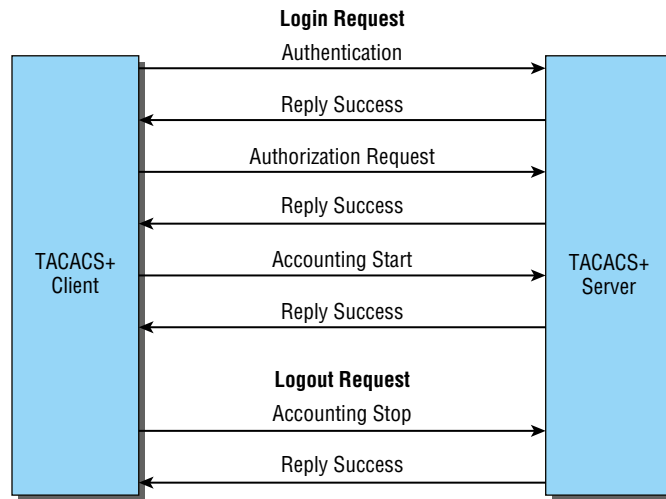 Login Request
Authentication
Reply Success
Authorization Request
Reply Success
TACACS+
Client
Accounting Start
TACACS+
Server
Reply Success
Logout Request
Accounting Stop
Reply Success